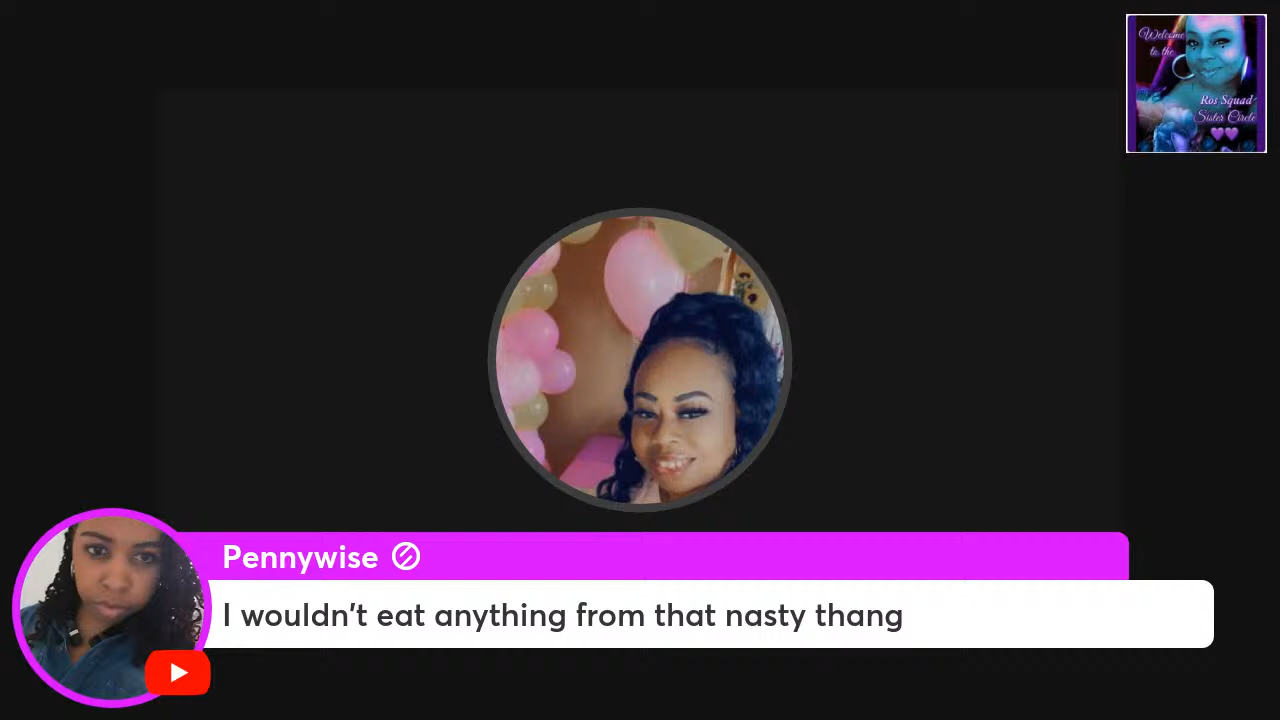 Welcome
to the
Ros Squad
Sister Circle
Pennywise
I wouldn't eat anything from that nasty thang